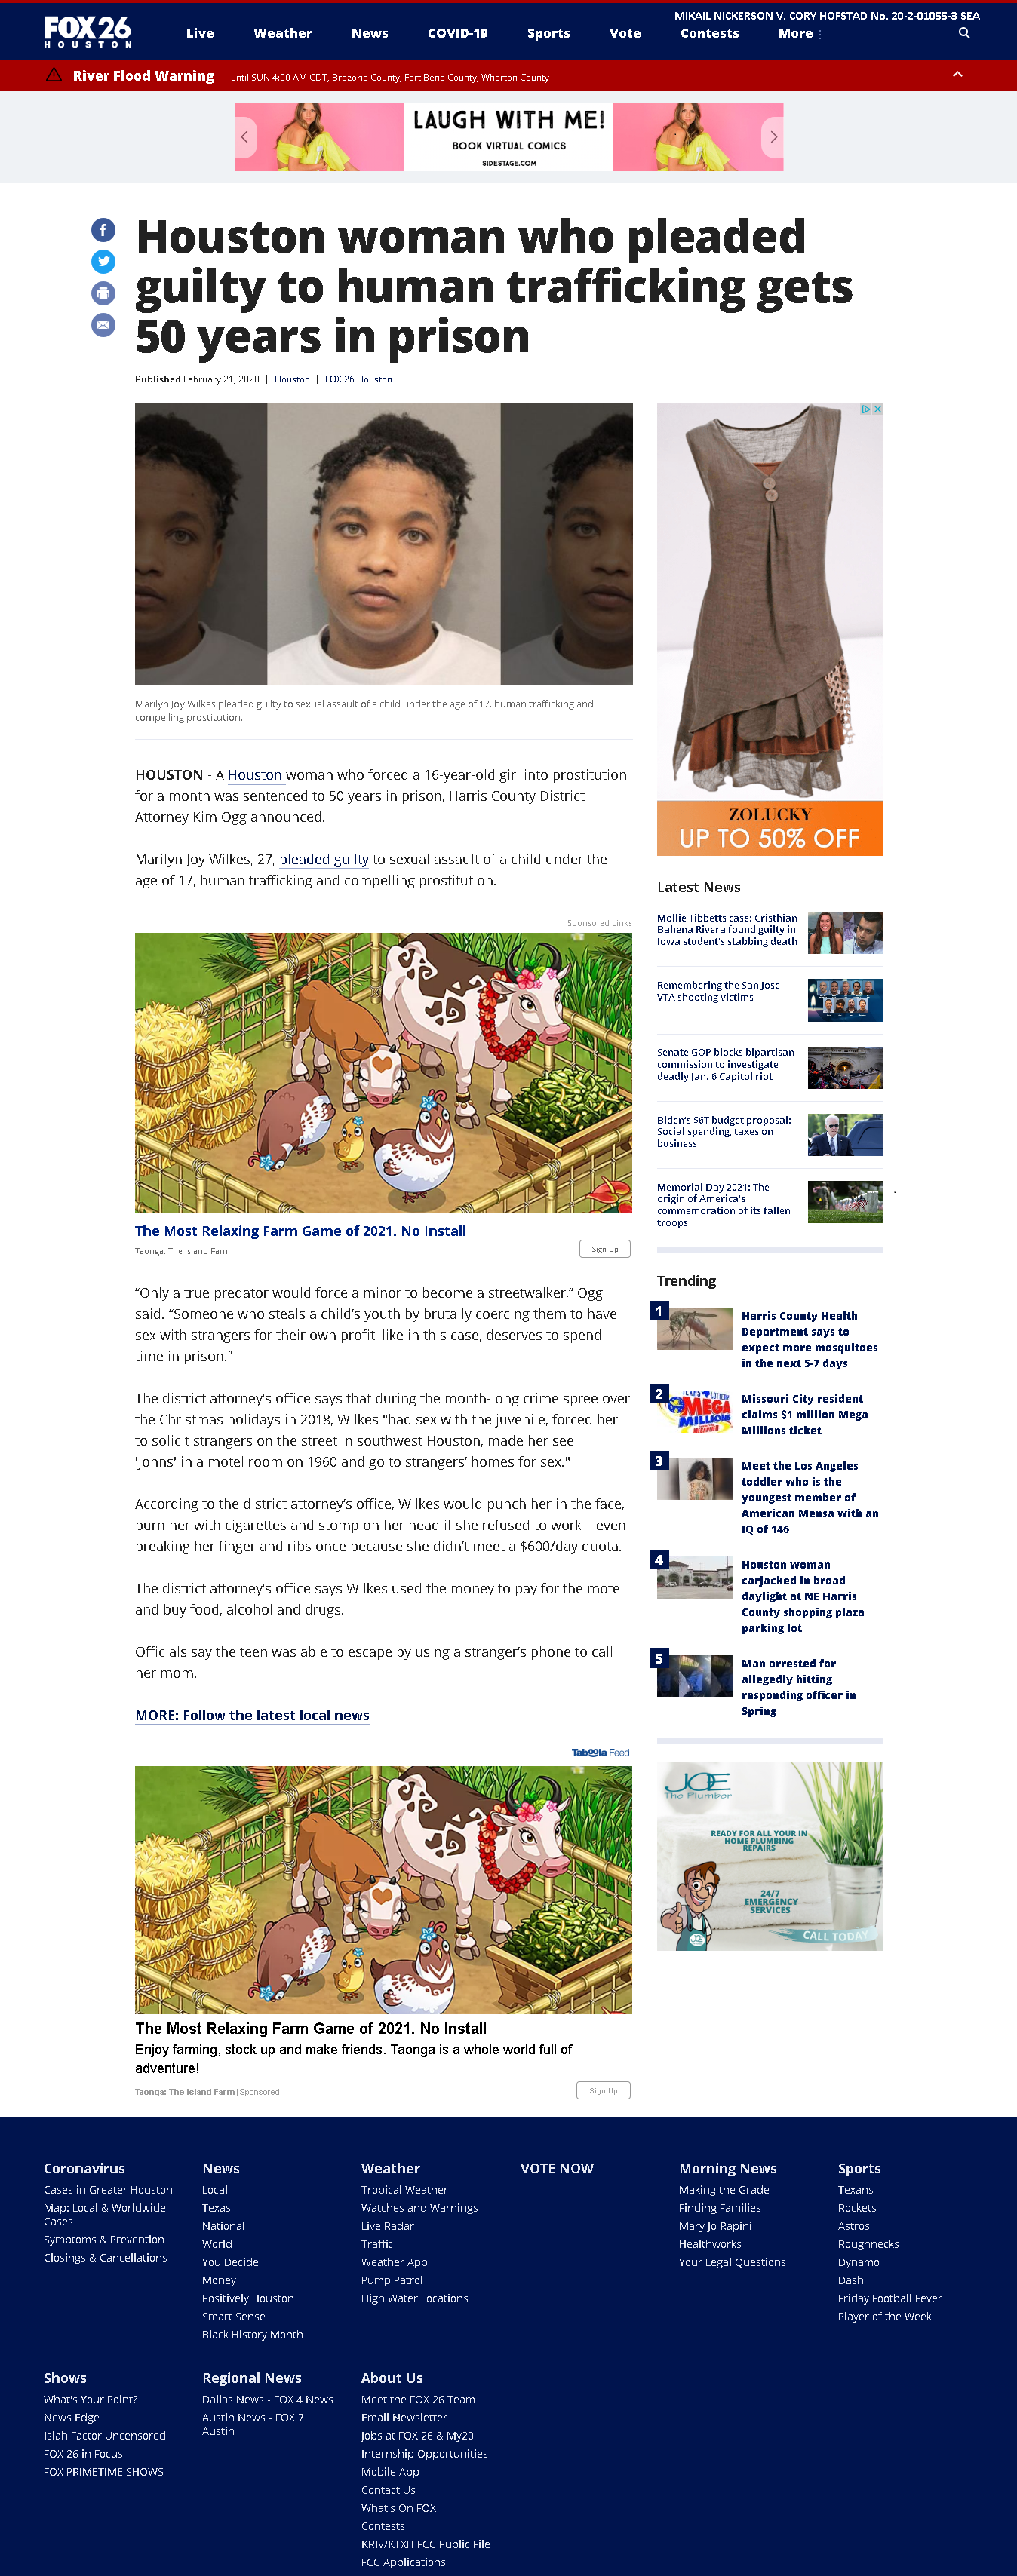 MIKAIL NICKERSON V. CORY HOFSTAD No. 20-2-01055-3 SEA
FOX 26
HOUSTON
Live
Weather
News
COVID-19
Sports
Vote
Contests
More
River Flood Warning
until SUN 4:00 AM CDT, Brazoria County, Fort Bend County, Wharton County
LAUGH WITH ME!
BOOK VIRTUAL COMICS
SIDESTAGE.COM
Houston woman who pleaded
guilty to human trafficking gets
50 years in prison
Published February 21, 2020 | Houston | FOX 26 Houston
Marilyn Joy Wilkes pleaded guilty to sexual assault of a child under the age of 17, human trafficking and
compelling prostitution.
HOUSTON - A Houston woman who forced a 16-year-old girl into prostitution
for a month was sentenced to 50 years in prison, Harris County District
Attorney Kim Ogg announced.
Marilyn Joy Wilkes, 27, pleaded guilty to sexual assault of a child under the
age of 17, human trafficking and compelling prostitution.
Sponsored Links
The Most Relaxing Farm Game of 2021. No Install
Taonga: The Island Farm
Sign Up
“Only a true predator would force a minor to become a streetwalker,” Ogg
said. “Someone who steals a child’s youth by brutally coercing them to have
sex with strangers for their own profit, like in this case, deserves to spend
time in prison.”
The district attorney’s office says that during the month-long crime spree over
the Christmas holidays in 2018, Wilkes "had sex with the juvenile, forced her
to solicit strangers on the street in southwest Houston, made her see
'johns' in a motel room on 1960 and go to strangers’ homes for sex."
According to the district attorney’s office, Wilkes would punch her in the face,
burn her with cigarettes and stomp on her head if she refused to work – even
breaking her finger and ribs once because she didn’t meet a $600/day quota.
The district attorney’s office says Wilkes used the money to pay for the motel
and buy food, alcohol and drugs.
Officials say the teen was able to escape by using a stranger’s phone to call
her mom.
MORE: Follow the latest local news
Taboola Feed
The Most Relaxing Farm Game of 2021. No Install
Enjoy farming, stock up and make friends. Taonga is a whole world full of
adventure!
Taonga: The Island Farm | Sponsored
Sign Up
ZOLUCKY
UP TO 50% OFF
Latest News
Mollie Tibbetts case: Cristhian
Bahena Rivera found guilty in
Iowa student’s stabbing death
Remembering the San Jose
VTA shooting victims
Senate GOP blocks bipartisan
commission to investigate
deadly Jan. 6 Capitol riot
Biden’s $6T budget proposal:
Social spending, taxes on
business
Memorial Day 2021: The
origin of America’s
commemoration of its fallen
troops
Trending
1
Harris County Health
Department says to
expect more mosquitoes
in the next 5-7 days
2
MEGA
MILLIONS
Missouri City resident
claims $1 million Mega
Millions ticket
3
Meet the Los Angeles
toddler who is the
youngest member of
American Mensa with an
IQ of 146
4
Houston woman
carjacked in broad
daylight at NE Harris
County shopping plaza
parking lot
5
Man arrested for
allegedly hitting
responding officer in
Spring
JOE
The Plumber
READY FOR ALL YOUR IN
HOME PLUMBING
REPAIRS
24/7
EMERGENCY
SERVICES
CALL TODAY
Coronavirus
Cases in Greater Houston
Map: Local & Worldwide
Cases
Symptoms & Prevention
Closings & Cancellations
News
Local
Texas
National
World
You Decide
Money
Positively Houston
Smart Sense
Black History Month
Weather
Tropical Weather
Watches and Warnings
Live Radar
Traffic
Weather App
Pump Patrol
High Water Locations
VOTE NOW
Morning News
Making the Grade
Finding Families
Mary Jo Rapini
Healthworks
Your Legal Questions
Sports
Texans
Rockets
Astros
Roughnecks
Dynamo
Dash
Friday Football Fever
Player of the Week
Shows
What's Your Point?
News Edge
Isiah Factor Uncensored
FOX 26 in Focus
FOX PRIMETIME SHOWS
Regional News
Dallas News - FOX 4 News
Austin News - FOX 7
Austin
About Us
Meet the FOX 26 Team
Email Newsletter
Jobs at FOX 26 & My20
Internship Opportunities
Mobile App
Contact Us
What's On FOX
Contests
KRIV/KTXH FCC Public File
FCC Applications